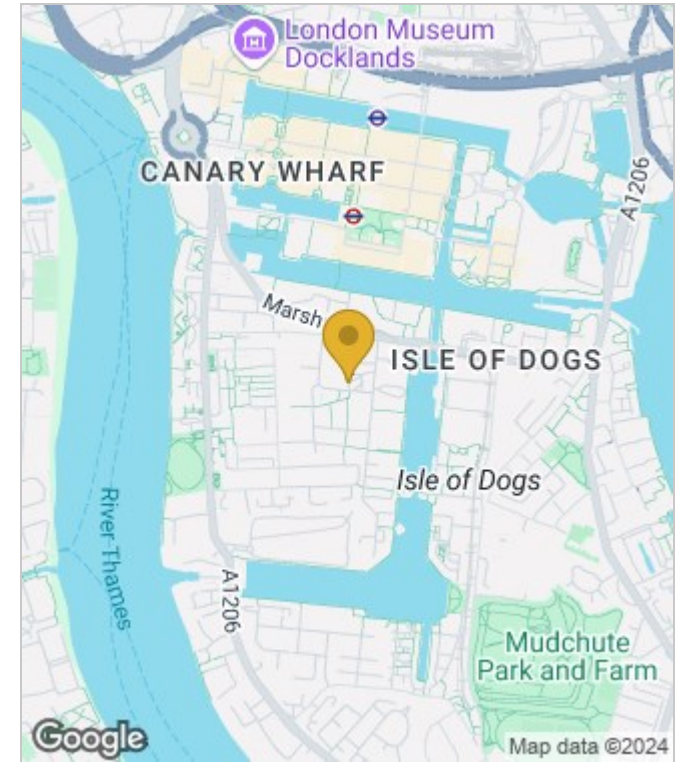 London Museum
Docklands
CANARY WHARF
A1206
Marsh
ISLE OF DOGS
Isle of Dogs
River Thames
A1206
Mudchute
Park and Farm
Google
Map data ©2024